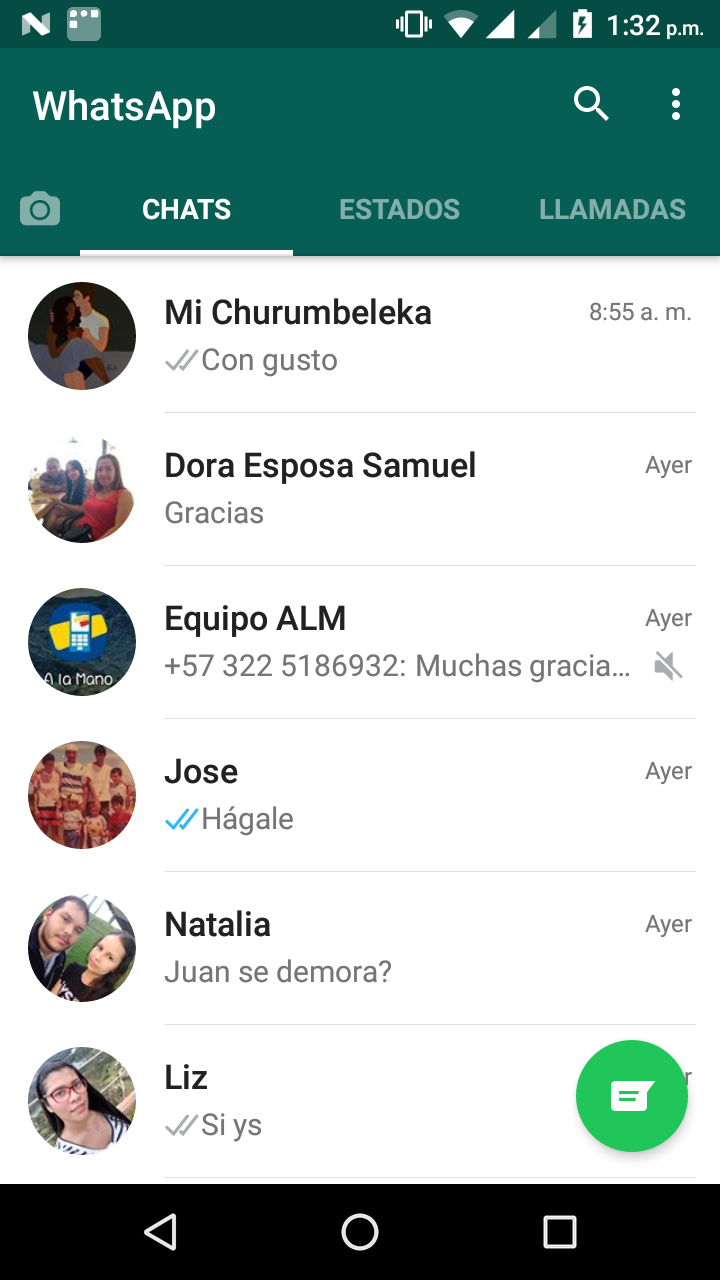 1:32 p.m.
WhatsApp
CHATS ESTADOS LLAMADAS
Mi Churumbeleka 8:55 a. m.
Con gusto
Dora Esposa Samuel Ayer
Gracias
Equipo ALM Ayer
+57 322 5186932: Muchas gracia...
A la Mano
Jose Ayer
Hágale
Natalia Ayer
Juan se demora?
Liz
Si ys